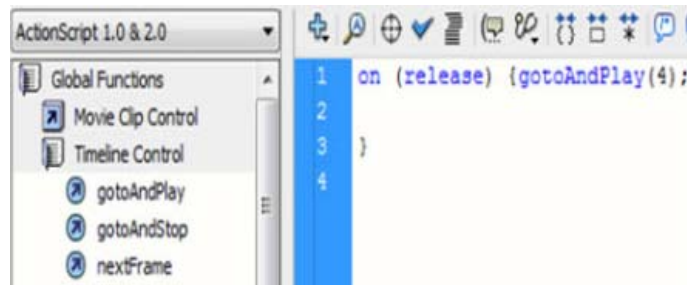 ActionScript 1.0 & 2.0
Global Functions
Movie Clip Control
Timeline Control
gotoAndPlay
gotoAndStop
nextFrame
1 on (release) {gotoAndPlay(4);
2
3 }
4